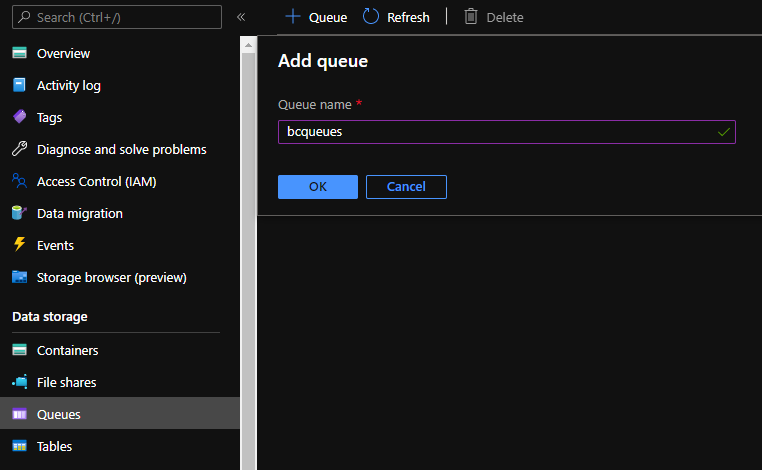 Search (Ctrl+/)
«
Overview
Activity log
Tags
Diagnose and solve problems
Access Control (IAM)
Data migration
Events
Storage browser (preview)
Data storage
Containers
File shares
Queues
Tables
+ Queue
Refresh
Delete
Add queue
Queue name *
bcqueues
OK
Cancel